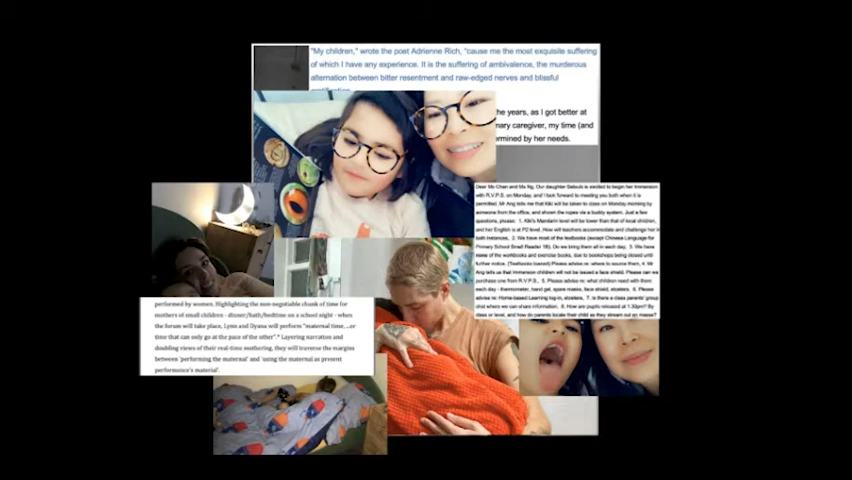 "My children," wrote the poet Adrienne Rich, "cause me the most exquisite suffering
of which I have any experience. It is the suffering of ambivalence, the murderous
alternation between bitter resentment and raw-edged nerves and blissful
he years, as I got better at
mary caregiver, my time (and
ermined by her needs.
Dear Ms Chan and Ms Ng, Our daughter is excited to begin her immersion
with R.V.P.S. on Monday, and I look forward to meeting you both when it is
permitted. Mr Ang tells me that Kiki will be taken to class on Monday morning by
someone from the office, and shown the ropes via a buddy system. Just a few
questions, please: 1. Kiki's Mandarin level will be lower than that of local children,
and her English is at P2 level. How will teachers accommodate and challenge her in
both instances, 2. We have most of the textbooks (except Chinese Language for
Primary School Small Reader 1B). Do we bring them all in each day, 3. We have
none of the workbooks and exercise books, due to bookshops being closed until
further notice. Please advise re: where to source them, 4. Mr
Ang tells us that immersion children will not be issued a face shield. Please can we
purchase one from R.V.P.S., 5. Please advise re: what children need with them
each day - thermometer, hand gel, spare masks, face shield, etcetera, 6. Please
advise re: Home-based Learning log-in, etcetera, 7. Is there a class parents' group
chat where we can share information, 8. How are pupils released at 1.30pm? By
class or level, and how do parents locate their child as they stream out en masse?
performed by women. Highlighting the non-negotiable chunk of time for
mothers of small children - dinner/bath/bedtime on a school night - when
the forum will take place, Lynn and Ilyana will perform "maternal time,...or
time that can only go at the pace of the other".* Layering narration and
doubling views of their real-time mothering, they will traverse the margins
between 'performing the maternal' and 'using the maternal as present
performance's material'.